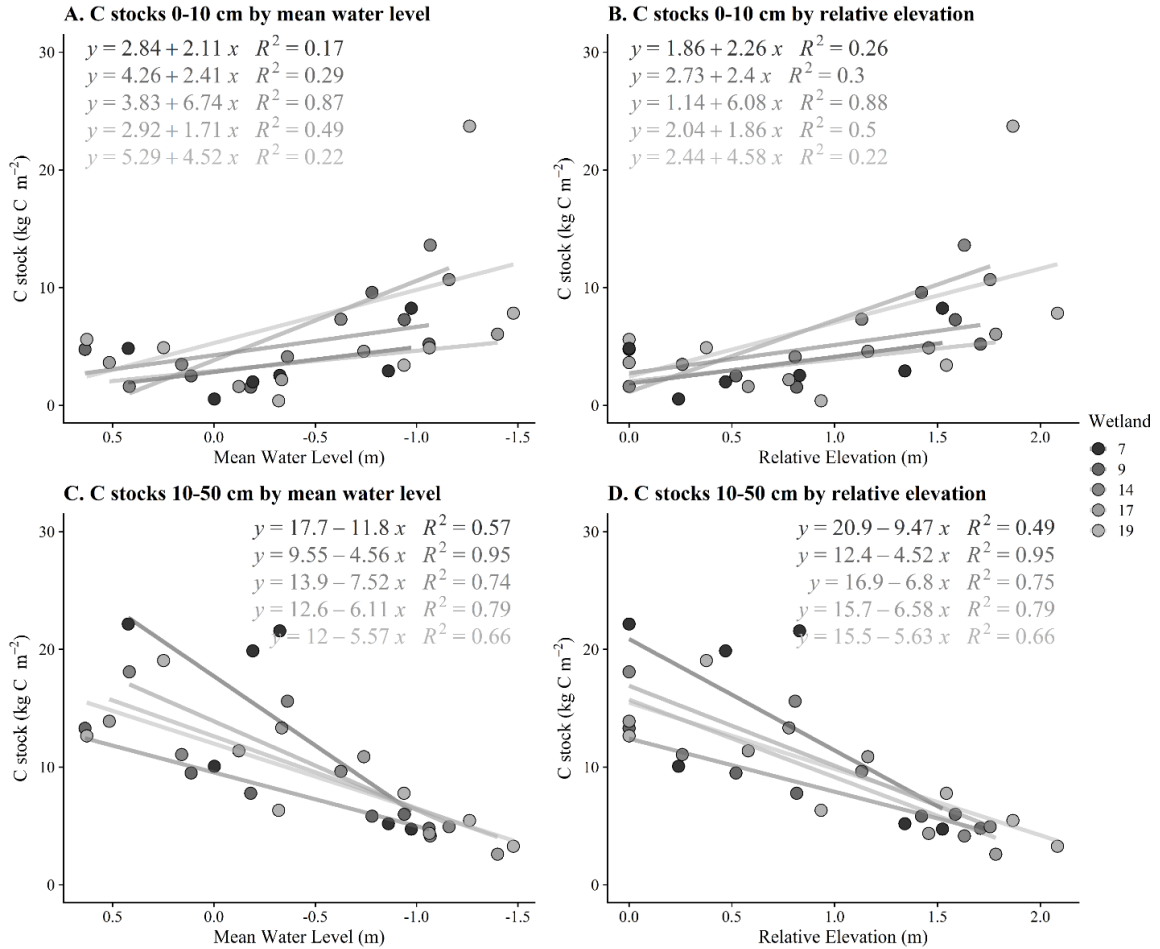 A. C stocks 0-10 cm by mean water level
y = 2.84 + 2.11 x R² = 0.17
y = 4.26 + 2.41 x R² = 0.29
y = 3.83 + 6.74 x R² = 0.87
y = 2.92 + 1.71 x R² = 0.49
y = 5.29 + 4.52 x R² = 0.22
C stock (kg C m⁻²)
30
20
10
0
0.5 0.0 -0.5 -1.0 -1.5
Mean Water Level (m)
B. C stocks 0-10 cm by relative elevation
y = 1.86 + 2.26 x R² = 0.26
y = 2.73 + 2.4 x R² = 0.3
y = 1.14 + 6.08 x R² = 0.88
y = 2.04 + 1.86 x R² = 0.5
y = 2.44 + 4.58 x R² = 0.22
C stock (kg C m⁻²)
30
20
10
0
0.0 0.5 1.0 1.5 2.0
Relative Elevation (m)
Wetland
7
9
14
17
19
C. C stocks 10-50 cm by mean water level
y = 17.7 − 11.8 x R² = 0.57
y = 9.55 − 4.56 x R² = 0.95
y = 13.9 − 7.52 x R² = 0.74
y = 12.6 − 6.11 x R² = 0.79
y = 12 − 5.57 x R² = 0.66
C stock (kg C m⁻²)
30
20
10
0
0.5 0.0 -0.5 -1.0 -1.5
Mean Water Level (m)
D. C stocks 10-50 cm by relative elevation
y = 20.9 − 9.47 x R² = 0.49
y = 12.4 − 4.52 x R² = 0.95
y = 16.9 − 6.8 x R² = 0.75
y = 15.7 − 6.58 x R² = 0.79
y = 15.5 − 5.63 x R² = 0.66
C stock (kg C m⁻²)
30
20
10
0
0.0 0.5 1.0 1.5 2.0
Relative Elevation (m)